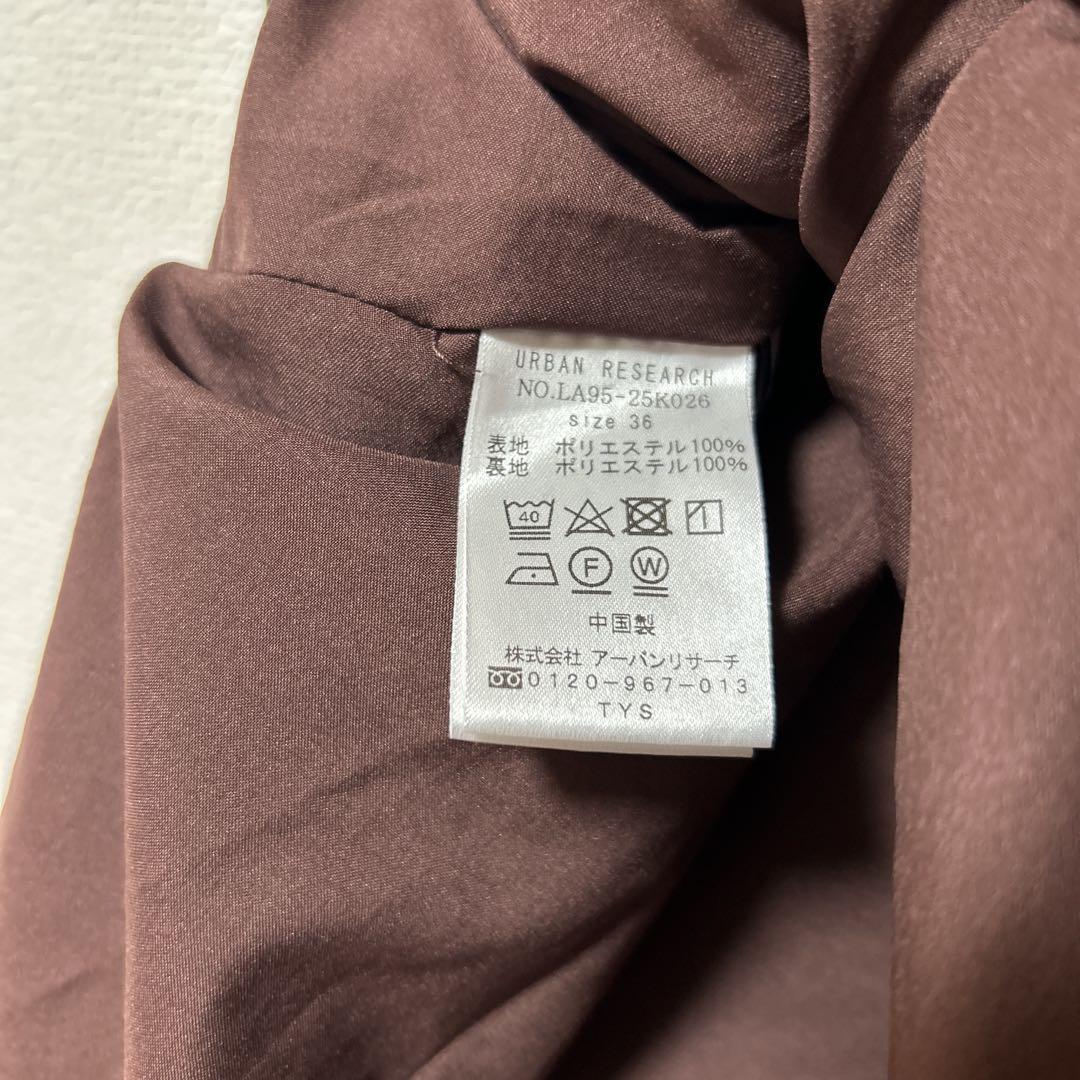 URBAN RESEARCH
NO.LA95-25K026
size 36
表地 ポリエステル100%
裏地 ポリエステル100%
40
F W
中国製
株式会社 アーバンリサーチ
0120-967-013
TYS